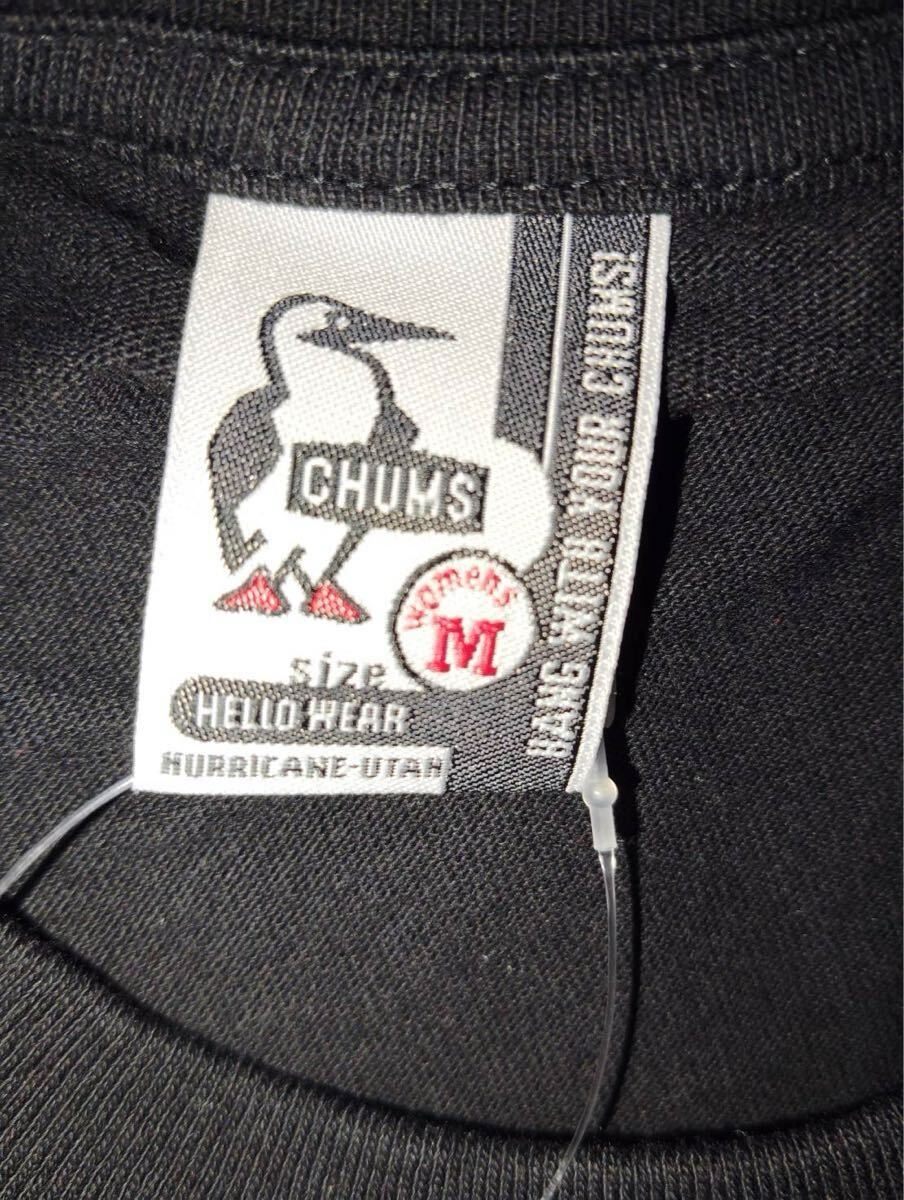 CHUMS
womens
M
size
HELLO WEAR
HURRICANE-UTAH
HANG WITH YOUR CHUMS!